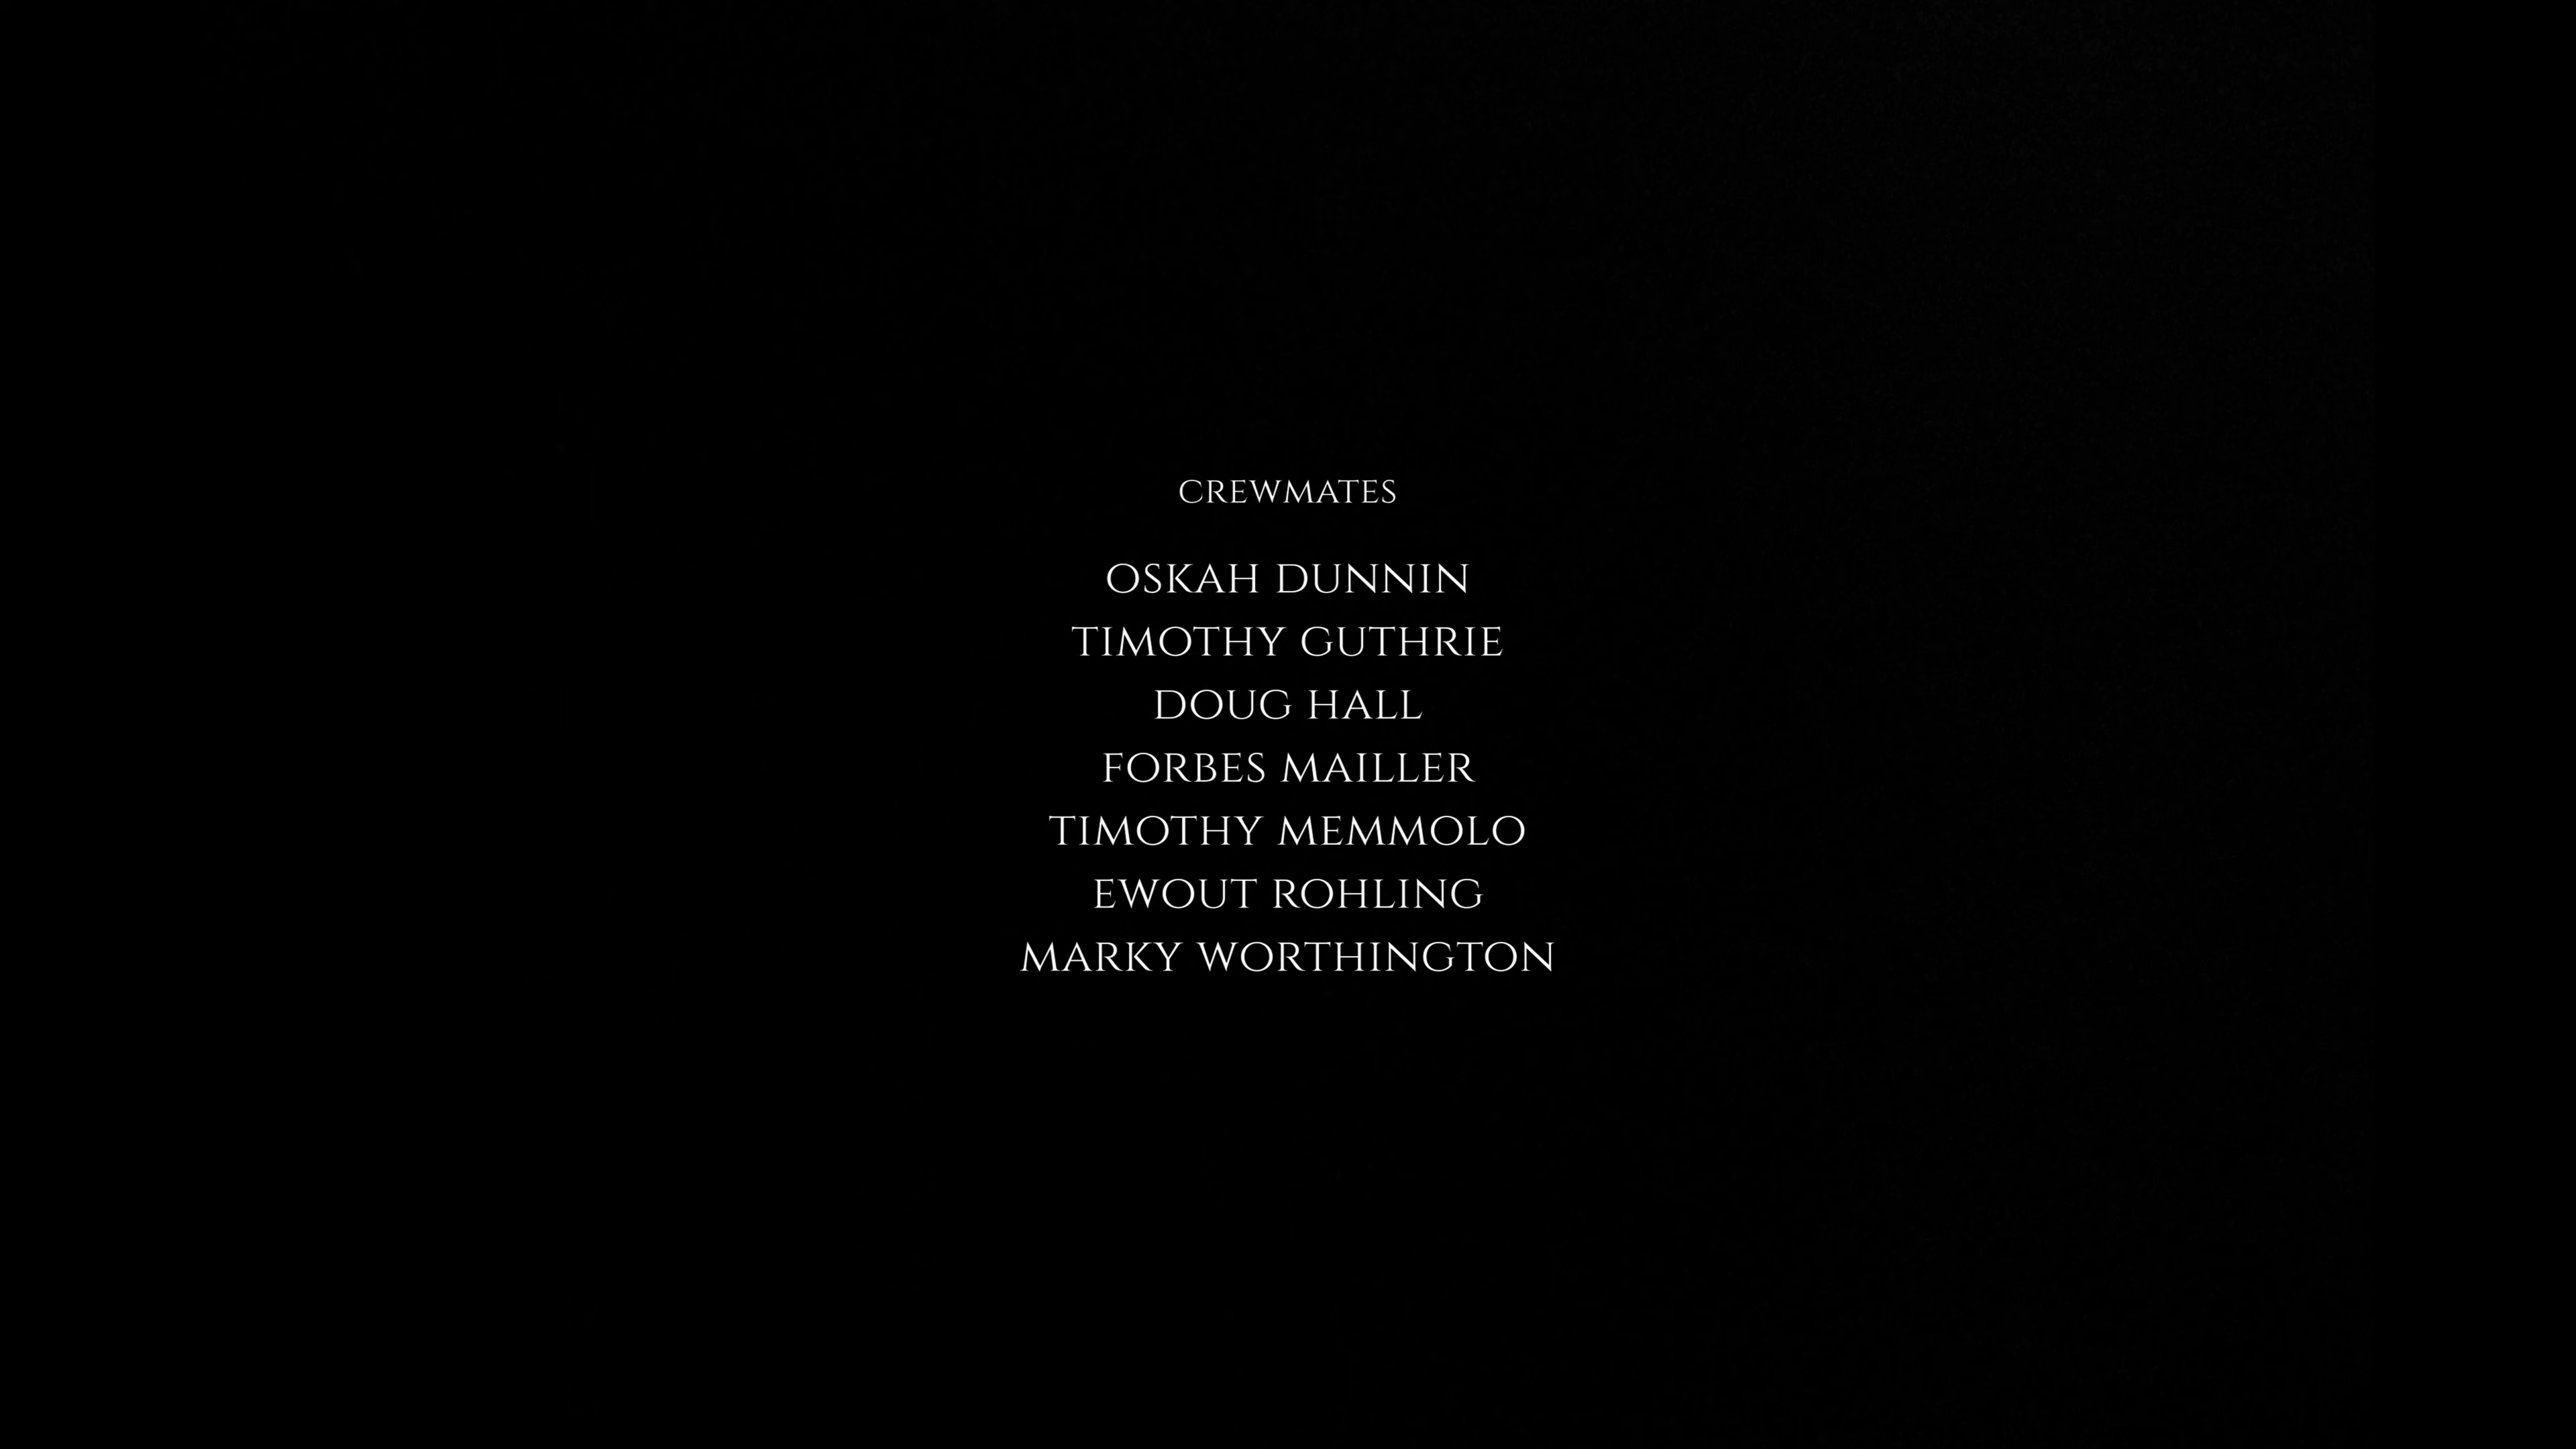 CREWMATES
OSKAH DUNNIN
TIMOTHY GUTHRIE
DOUG HALL
FORBES MAILLER
TIMOTHY MEMMOLO
EWOUT ROHLING
MARKY WORTHINGTON